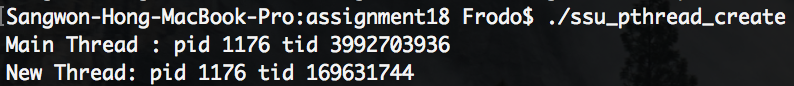 [Sangwon-Hong-MacBook-Pro:assignment18 Frodo$ ./ssu_pthread_create
Main Thread : pid 1176 tid 3992703936
New Thread: pid 1176 tid 169631744